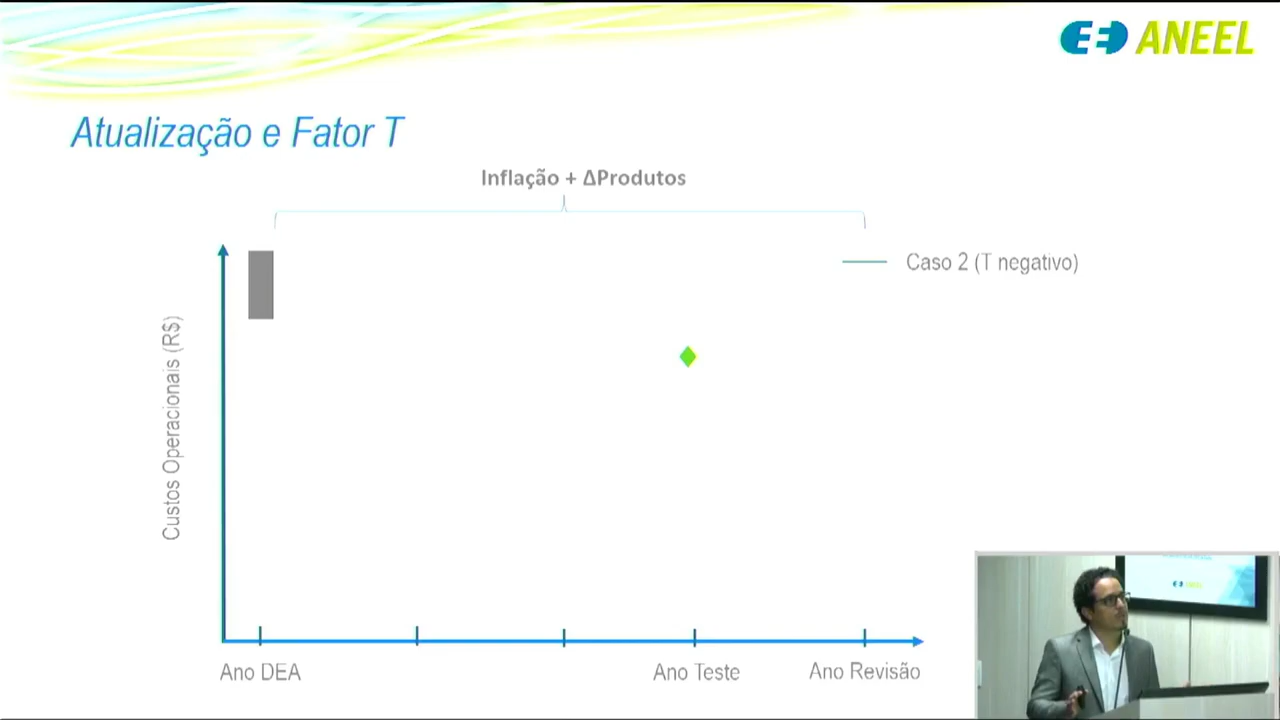 ANEEL
Atualização e Fator T
Inflação + ΔProdutos
Caso 2 (T negativo)
Custos Operacionais (R$)
Ano DEA
Ano Teste
Ano Revisão